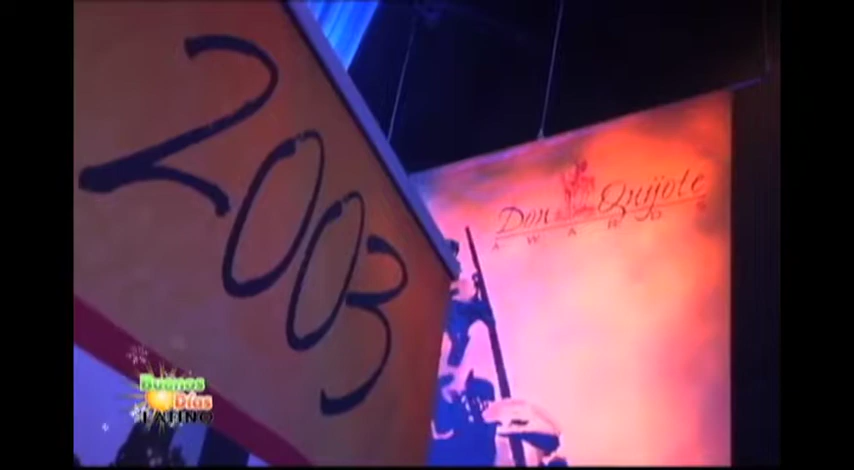 2003
Don Quijote
AWARDS
Buenos
Días
LATINO